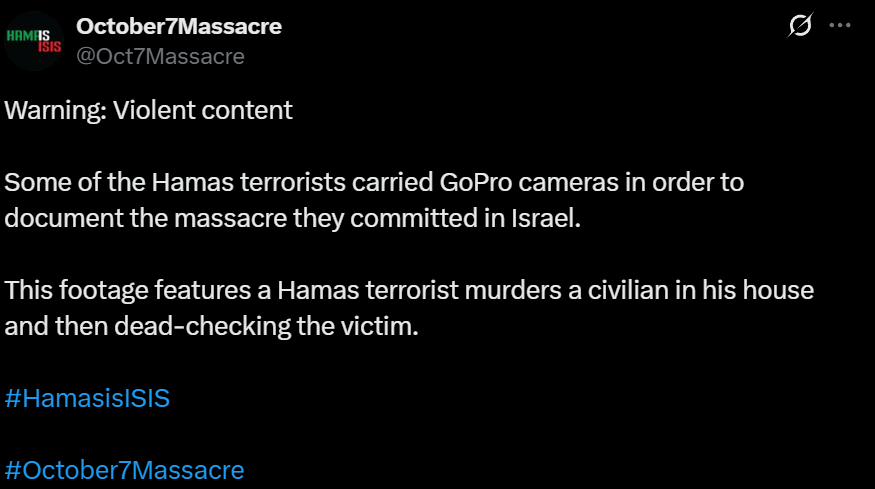 HAMAS
IS
ISIS
October7Massacre
@Oct7Massacre
Warning: Violent content
Some of the Hamas terrorists carried GoPro cameras in order to
document the massacre they committed in Israel.
This footage features a Hamas terrorist murders a civilian in his house
and then dead-checking the victim.
#HamasisISIS
#October7Massacre